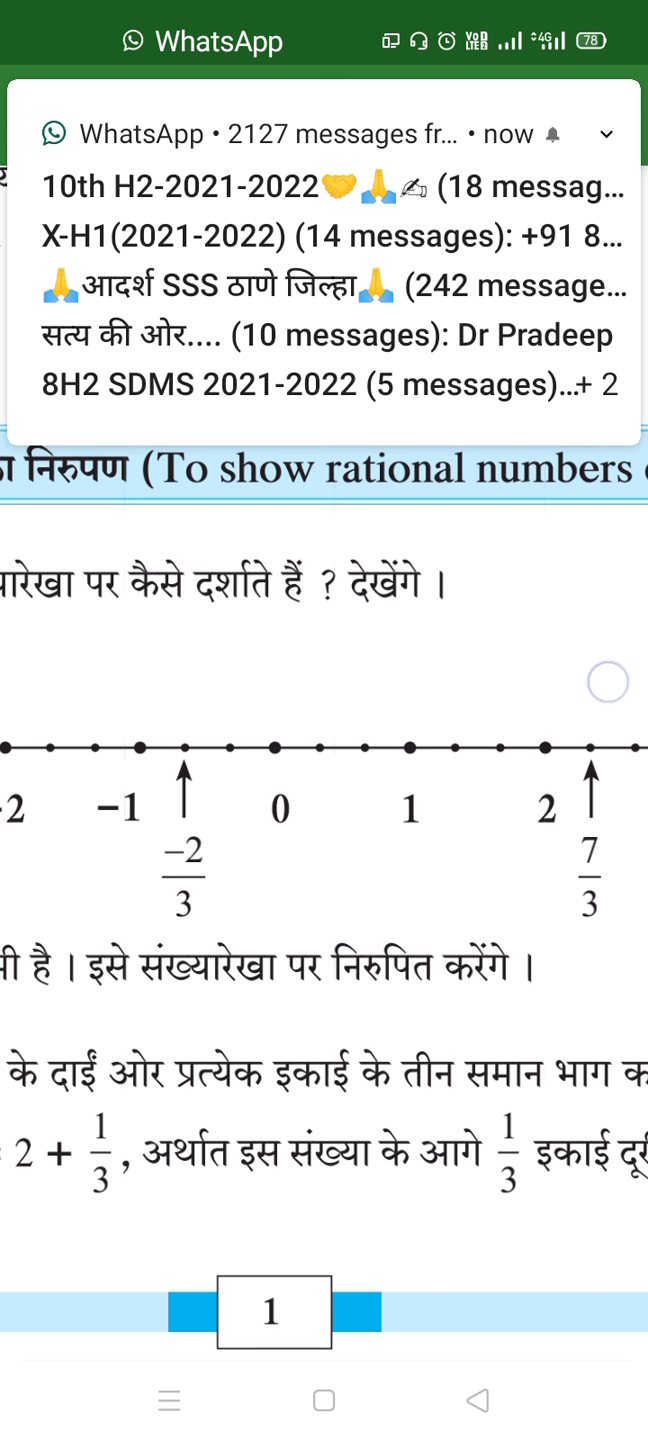 WhatsApp VoD LTE 4G 78
WhatsApp • 2127 messages fr... • now
10th H2-2021-2022🤝🙏✍️ (18 messag...
X-H1(2021-2022) (14 messages): +91 8...
🙏आदर्श SSS ठाणे जिल्हा🙏 (242 message...
सत्य की ओर.... (10 messages): Dr Pradeep
8H2 SDMS 2021-2022 (5 messages)...+ 2
निरुपण (To show rational numbers
पर कैसे दर्शाते हैं ? देखेंगे ।
-2 -1 0 1 2
-2/3 7/3
है । इसे संख्यारेखा पर निरुपित करेंगे ।
के दाईं ओर प्रत्येक इकाई के तीन समान भाग
2 + 1/3, अर्थात इस संख्या के आगे 1/3 इकाई
1